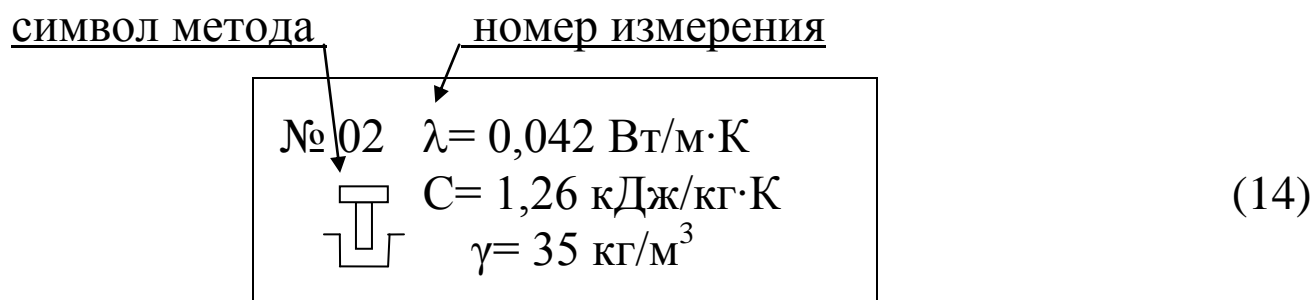 символ метода номер измерения
№ 02 λ= 0,042 Вт/м·К
С= 1,26 кДж/кг·К (14)
γ= 35 кг/м³